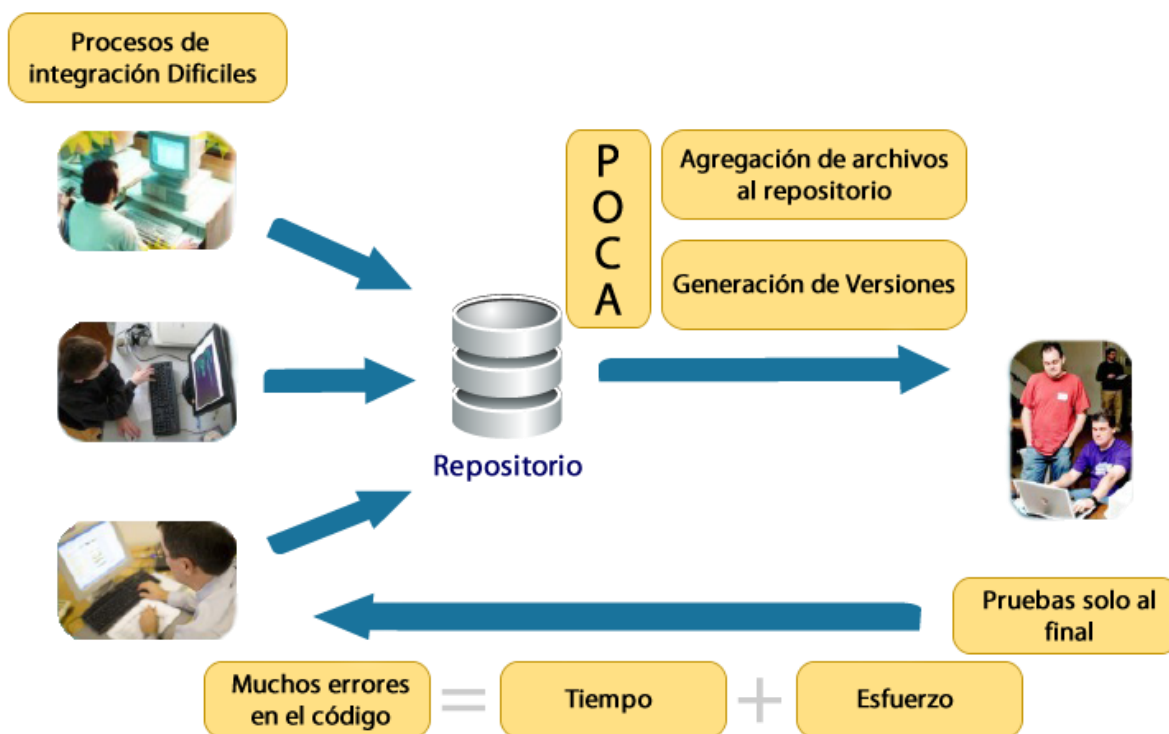 Procesos de
integración Dificiles
P
O
C
A
Agregación de archivos
al repositorio
Generación de Versiones
Repositorio
Pruebas solo al
final
Muchos errores
en el código
=
Tiempo
+
Esfuerzo